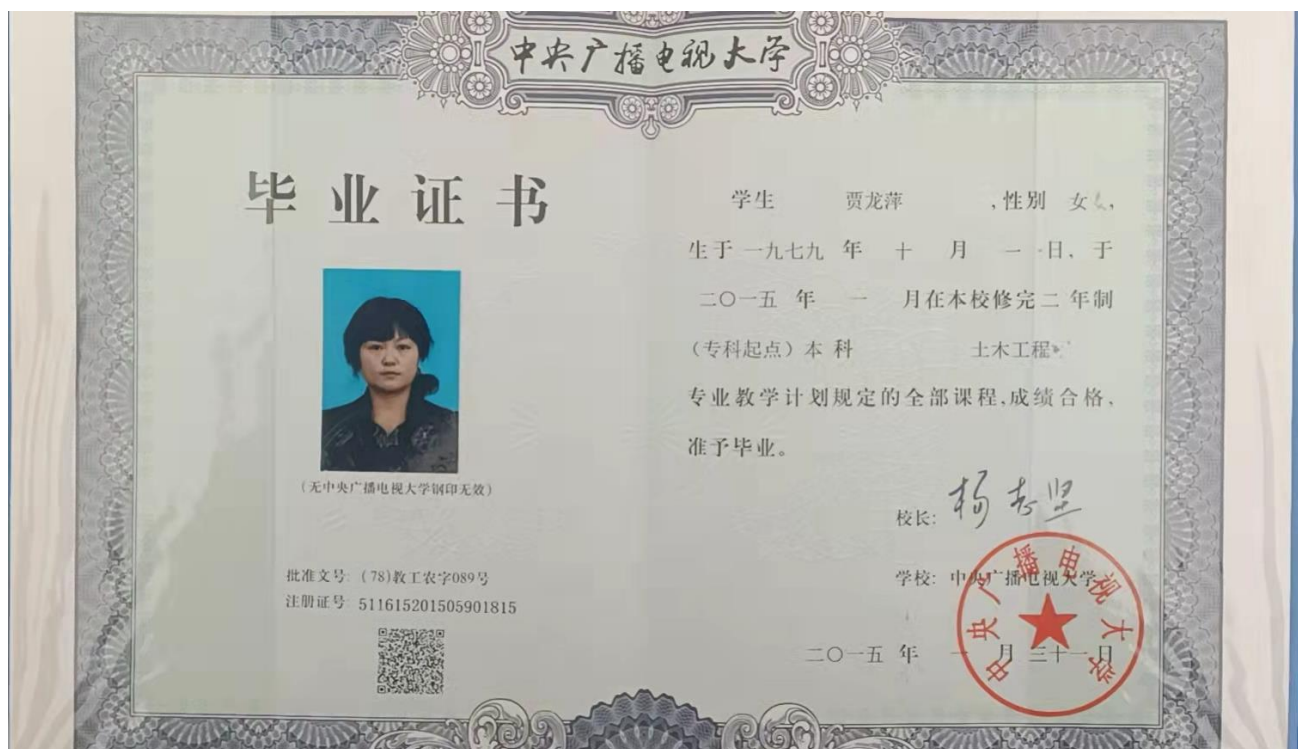 中央广播电视大学
毕业证书
学生 贾龙萍 ,性别 女,
生于 一九七九 年 十 月 一 日、于
二〇一五 年 一 月在本校修完二 年制
(专科起点)本 科 土木工程
专业教学计划规定的全部课程,成绩合格,
准予毕业。
(无中央广播电视大学钢印无效)
校长: 杨志坚
批准文号: (78)教工农字089号
注册证号: 511615201505901815
学校: 中央广播电视大学
二〇一五 年 一 月 三十一 日
中央广播电视大学